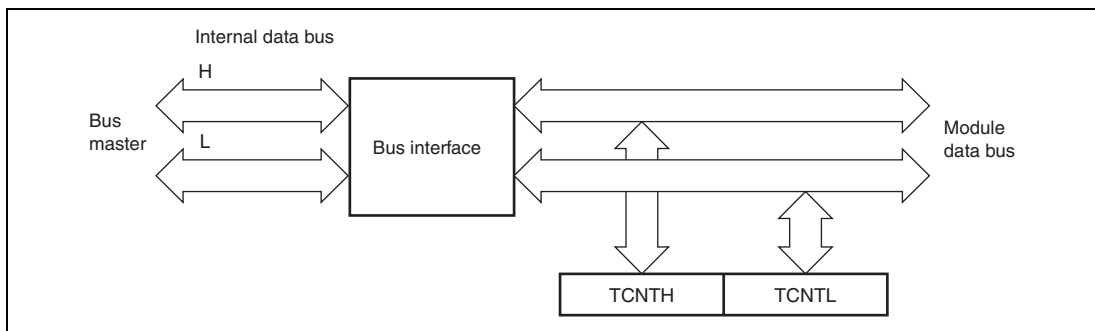 Internal data bus
H
Bus
master
L
Bus interface
Module
data bus
TCNTH
TCNTL